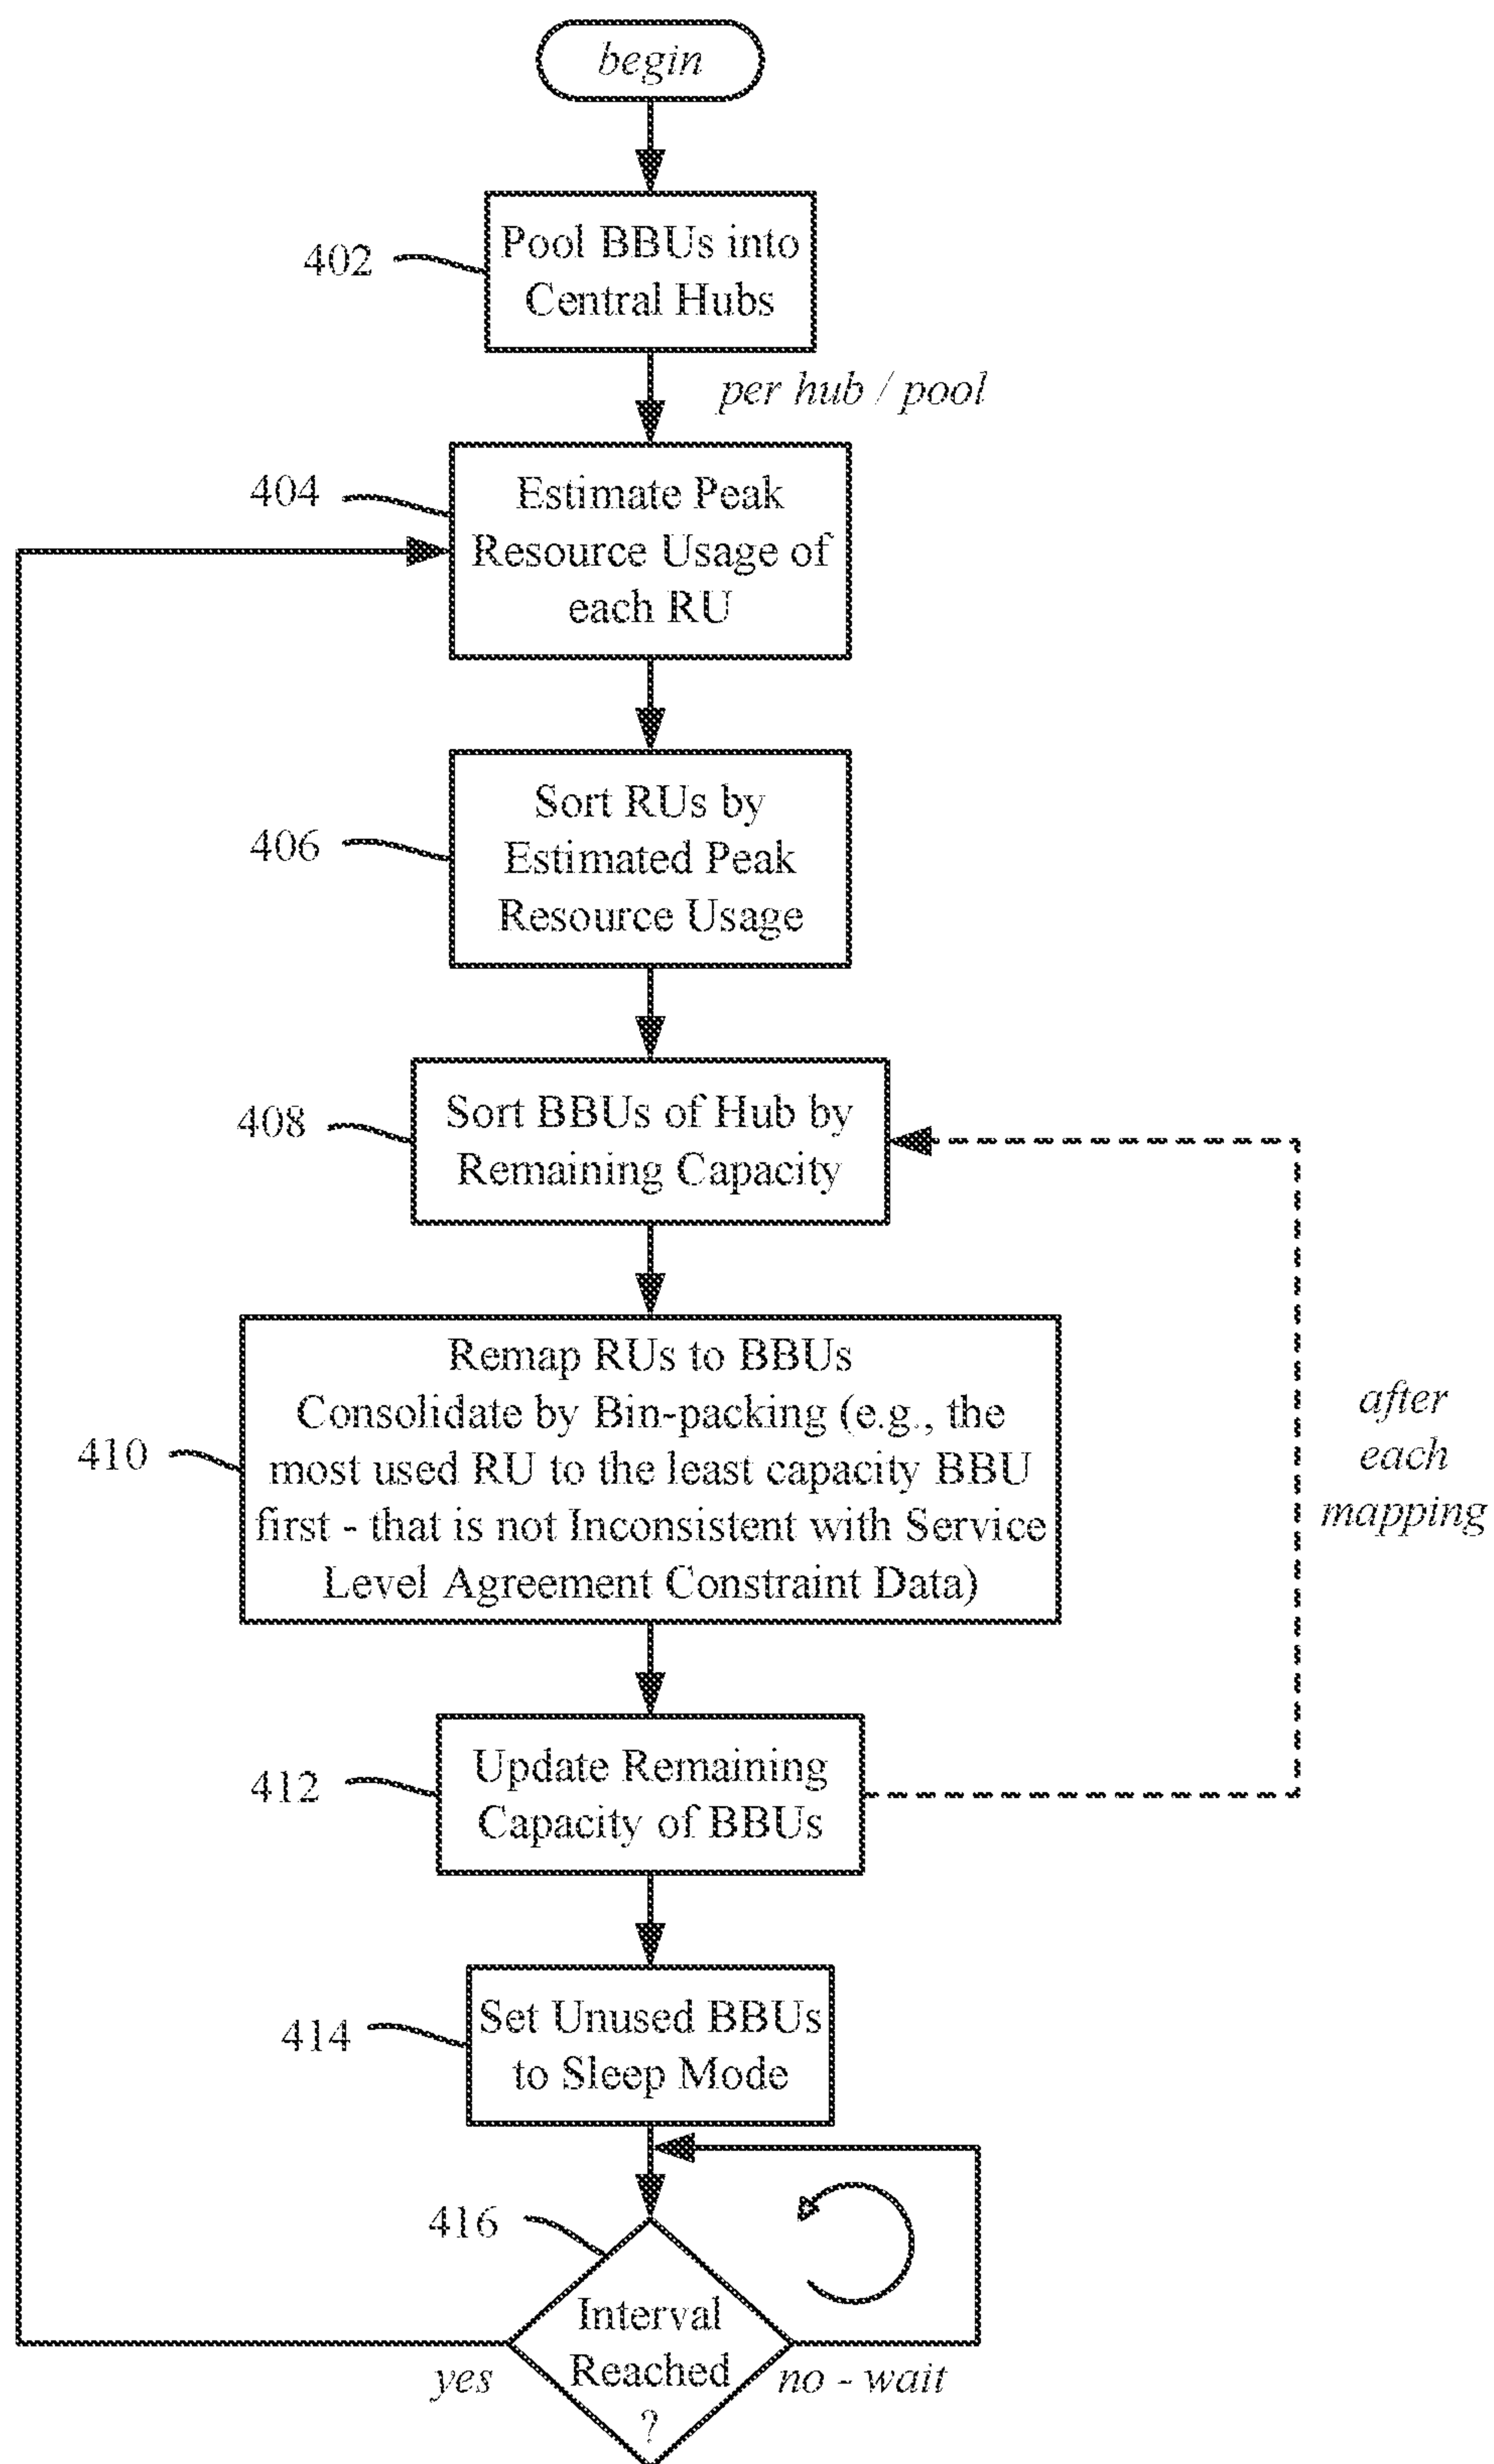 begin
402
Pool BBUs into
Central Hubs
per hub / pool
404
Estimate Peak
Resource Usage of
each RU
406
Sort RUs by
Estimated Peak
Resource Usage
408
Sort BBUs of Hub by
Remaining Capacity
410
Remap RUs to BBUs
Consolidate by Bin-packing (e.g., the
most used RU to the least capacity BBU
first - that is not Inconsistent with Service
Level Agreement Constraint Data)
after
each
mapping
412
Update Remaining
Capacity of BBUs
414
Set Unused BBUs
to Sleep Mode
416
Interval
Reached
?
yes
no - wait